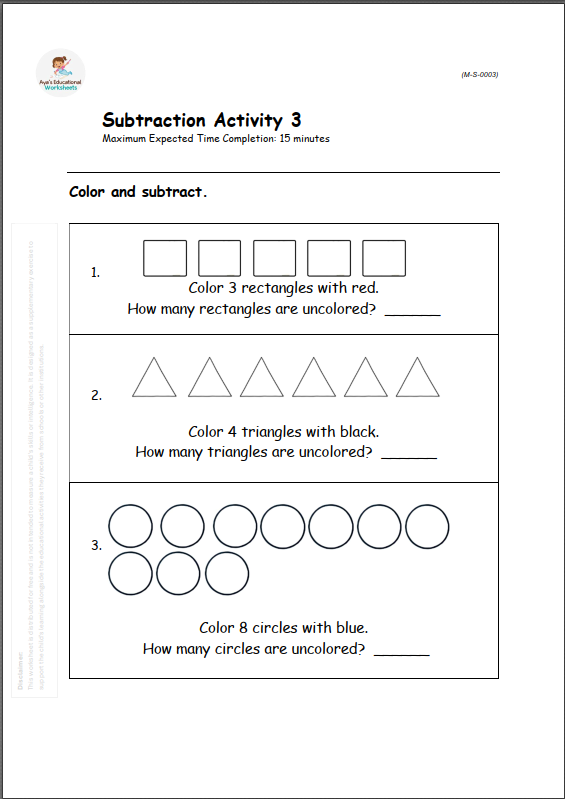 Aya's Educational
Worksheets
(M-S-0003)
Subtraction Activity 3
Maximum Expected Time Completion: 15 minutes
Color and subtract.
1.
Color 3 rectangles with red.
How many rectangles are uncolored? ______
2.
Color 4 triangles with black.
How many triangles are uncolored? ______
3.
Color 8 circles with blue.
How many circles are uncolored? ______
Disclaimer:
This worksheet is distributed for free and is not intended to measure a child's skills or intelligence. It is designed as a supplementary exercise to
support the child's learning alongside the educational activities they receive from schools or other institutions.